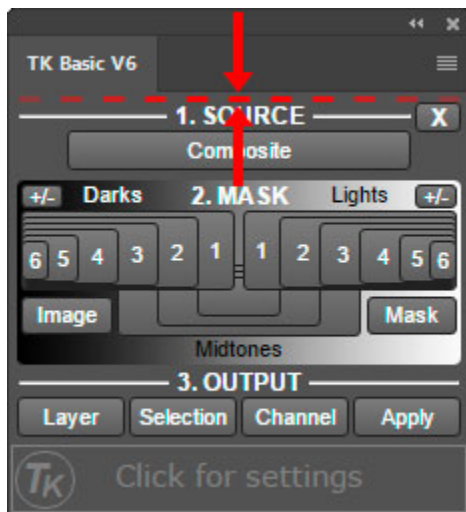 TK Basic V6
1. SOURCE
X
Composite
+/- Darks 2. MASK Lights +/-
6 5 4 3 2 1 1 2 3 4 5 6
Image Mask
Midtones
3. OUTPUT
Layer Selection Channel Apply
TK Click for settings